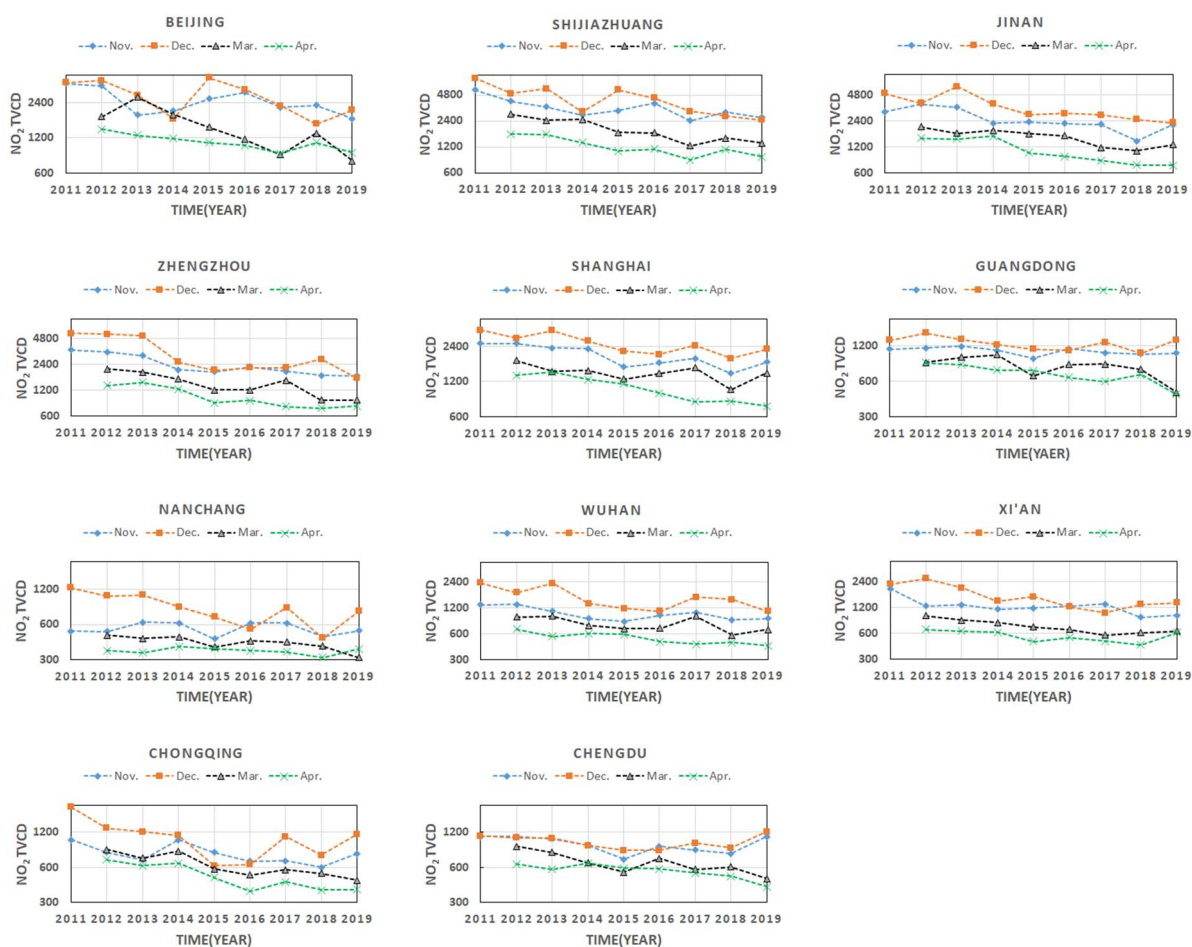 BEIJING
Nov. Dec. Mar. Apr.
NO₂ TVCD
2400
1200
600
2011 2012 2013 2014 2015 2016 2017 2018 2019
TIME(YEAR)
SHIJIAZHUANG
Nov. Dec. Mar. Apr.
NO₂ TVCD
4800
2400
1200
600
2011 2012 2013 2014 2015 2016 2017 2018 2019
TIME(YEAR)
JINAN
Nov. Dec. Mar. Apr.
NO₂ TVCD
4800
2400
1200
600
2011 2012 2013 2014 2015 2016 2017 2018 2019
TIME(YEAR)
ZHENGZHOU
Nov. Dec. Mar. Apr.
NO₂ TVCD
4800
2400
1200
600
2011 2012 2013 2014 2015 2016 2017 2018 2019
TIME(YEAR)
SHANGHAI
Nov. Dec. Mar. Apr.
NO₂ TVCD
2400
1200
600
2011 2012 2013 2014 2015 2016 2017 2018 2019
TIME(YEAR)
GUANGDONG
Nov. Dec. Mar. Apr.
NO₂ TVCD
1200
600
300
2011 2012 2013 2014 2015 2016 2017 2018 2019
TIME(YAER)
NANCHANG
Nov. Dec. Mar. Apr.
NO₂ TVCD
1200
600
300
2011 2012 2013 2014 2015 2016 2017 2018 2019
TIME(YEAR)
WUHAN
Nov. Dec. Mar. Apr.
NO₂ TVCD
2400
1200
600
300
2011 2012 2013 2014 2015 2016 2017 2018 2019
TIME(YEAR)
XI'AN
Nov. Dec. Mar. Apr.
NO₂ TVCD
2400
1200
600
300
2011 2012 2013 2014 2015 2016 2017 2018 2019
TIME(YEAR)
CHONGQING
Nov. Dec. Mar. Apr.
NO₂ TVCD
1200
600
300
2011 2012 2013 2014 2015 2016 2017 2018 2019
TIME(YEAR)
CHENGDU
Nov. Dec. Mar. Apr.
NO₂ TVCD
1200
600
300
2011 2012 2013 2014 2015 2016 2017 2018 2019
TIME(YEAR)